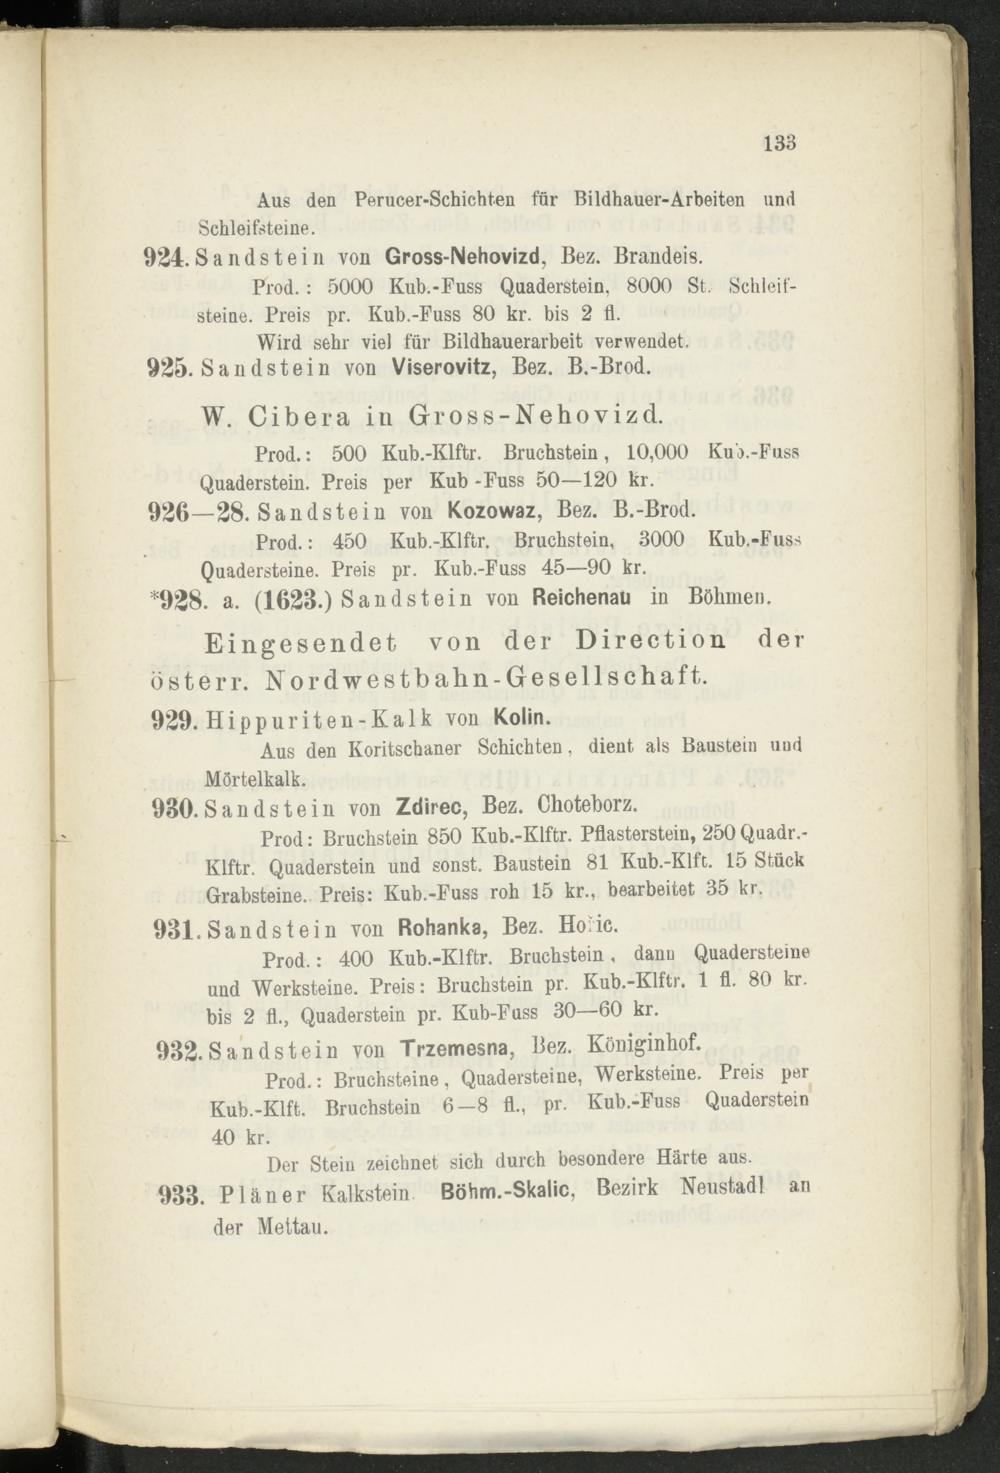 133
Aus den Perucer-Schichten für Bildhauer-Arbeiten und
Schleifsteine.
924. Sandstein von Gross-Nehovizd, Bez. Brandeis.
Prod. : 5000 Kub.-Fuss Quaderstein, 8000 St. Schleif-
steine. Preis pr. Kub.-Fuss 80 kr. bis 2 fl.
Wird sehr viel für Bildhauerarbeit verwendet.
925. Sandstein von Viserovitz, Bez. B.-Brod.
W. Cibera in Gross-Nehovizd.
Prod. : 500 Kub.-Klftr. Bruchstein, 10,000 Kub.-Fuss
Quaderstein. Preis per Kub -Fuss 50—120 kr.
926—28. Sandstein von Kozowaz, Bez. B.-Brod.
Prod. : 450 Kub.-Klftr. Bruchstein, 3000 Kub.-Fuss
Quadersteine. Preis pr. Kub.-Fuss 45—90 kr.
*928. a. (1623.) Sandstein von Reichenau in Böhmen.
Eingesendet von der Direction der
österr. Nordwestbahn-Gesellschaft.
929. Hippuriten-Kalk von Kolin.
Aus den Koritschaner Schichten, dient als Baustein und
Mörtelkalk.
930. Sandstein von Zdirec, Bez. Choteborz.
Prod: Bruchstein 850 Kub.-Klftr. Pflasterstein, 250 Quadr.-
Klftr. Quaderstein und sonst. Baustein 81 Kub.-Klft. 15 Stück
Grabsteine. Preis: Kub.-Fuss roh 15 kr., bearbeitet 35 kr.
931. Sandstein von Rohanka, Bez. Hořic.
Prod. : 400 Kub.-Klftr. Bruchstein, dann Quadersteine
und Werksteine. Preis: Bruchstein pr. Kub.-Klftr. 1 fl. 80 kr.
bis 2 fl., Quaderstein pr. Kub-Fuss 30—60 kr.
932. Sandstein von Trzemesna, Bez. Königinhof.
Prod. : Bruchsteine, Quadersteine, Werksteine. Preis per
Kub.-Klft. Bruchstein 6—8 fl., pr. Kub.-Fuss Quaderstein
40 kr.
Der Stein zeichnet sich durch besondere Härte aus.
933. Pläner Kalkstein. Böhm.-Skalic, Bezirk Neustadl an
der Mettau.